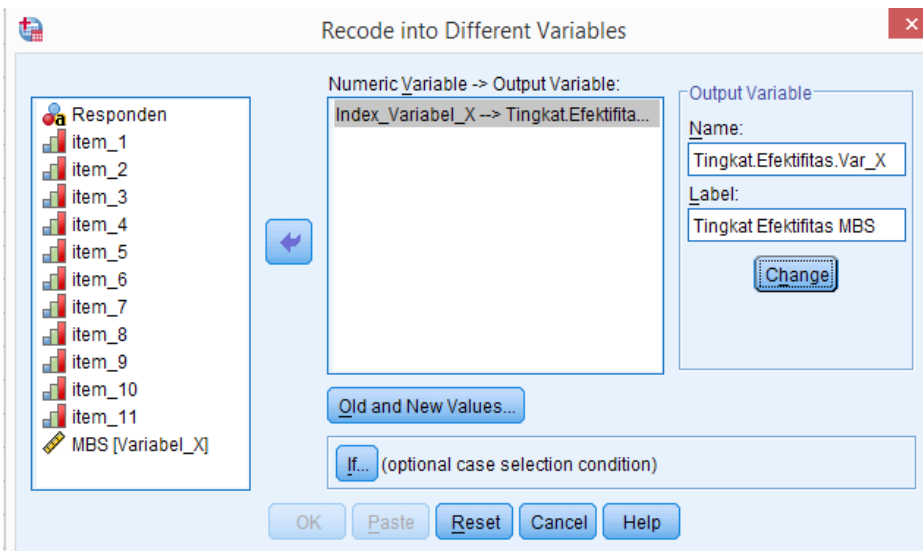 Recode into Different Variables
Numeric Variable -> Output Variable:
Responden
item_1
item_2
item_3
item_4
item_5
item_6
item_7
item_8
item_9
item_10
item_11
MBS [Variabel_X]
Index_Variabel_X --> Tingkat.Efektifita...
Output Variable
Name:
Tingkat.Efektifitas.Var_X
Label:
Tingkat Efektifitas MBS
Change
Old and New Values...
If... (optional case selection condition)
OK Paste Reset Cancel Help